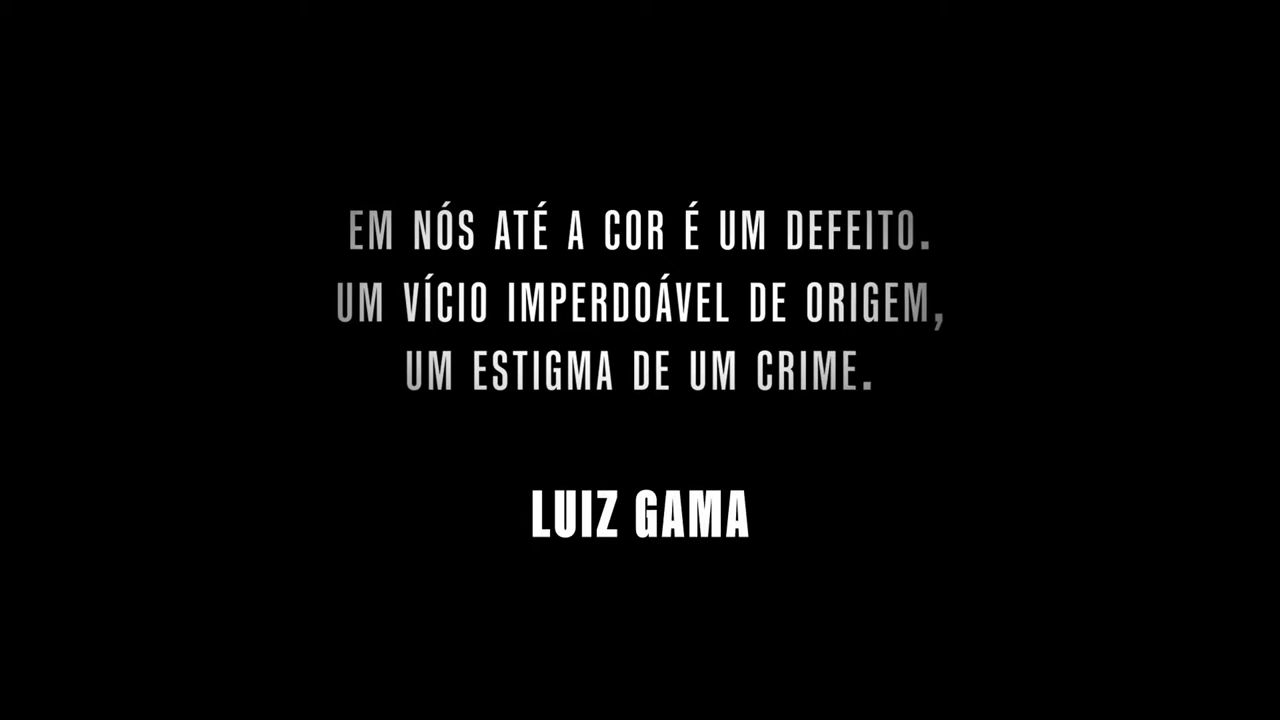 EM NÓS ATÉ A COR É UM DEFEITO.
UM VÍCIO IMPERDOÁVEL DE ORIGEM,
UM ESTIGMA DE UM CRIME.
LUIZ GAMA